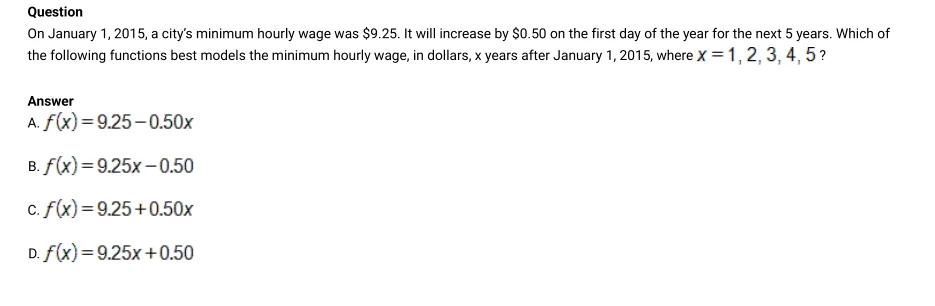 Question
On January 1, 2015, a city's minimum hourly wage was $9.25. It will increase by $0.50 on the first day of the year for the next 5 years. Which of
the following functions best models the minimum hourly wage, in dollars, x years after January 1, 2015, where x = 1, 2, 3, 4, 5 ?
Answer
A. f(x) = 9.25 − 0.50x
B. f(x) = 9.25x − 0.50
C. f(x) = 9.25 + 0.50x
D. f(x) = 9.25x + 0.50